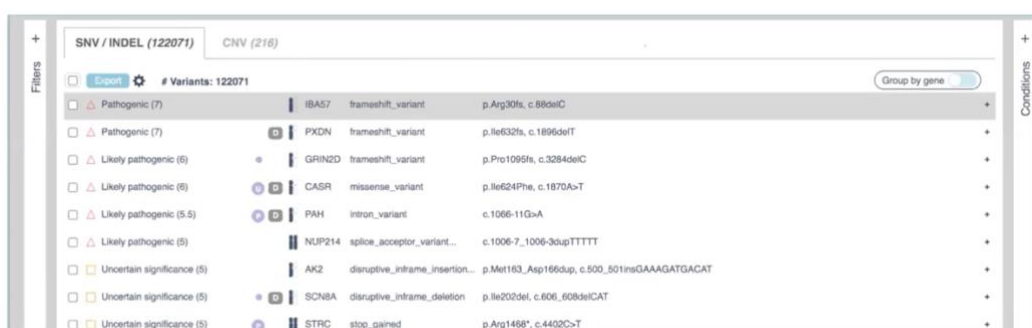 +
Filters
SNV / INDEL (122071) CNV (216)
Export # Variants: 122071 Group by gene
Pathogenic (7) IBA57 frameshift_variant p.Arg30fs, c.88delC +
Pathogenic (7) D PXDN frameshift_variant p.Ile632fs, c.1896delT +
Likely pathogenic (6) GRIN2D frameshift_variant p.Pro1095fs, c.3284delC +
Likely pathogenic (6) D CASR missense_variant p.Ile624Phe, c.1870A>T +
Likely pathogenic (5.5) P D PAH intron_variant c.1066-11G>A +
Likely pathogenic (5) NUP214 splice_acceptor_variant... c.1006-7_1006-3dupTTTTT +
Uncertain significance (5) AK2 disruptive_inframe_insertion... p.Met163_Asp166dup, c.500_501insGAAAGATGACAT +
Uncertain significance (5) D SCN8A disruptive_inframe_deletion p.Ile202del, c.606_608delCAT +
Uncertain significance (5) P STRC stop_gained p.Arg1468*, c.4402C>T +
+
Conditions